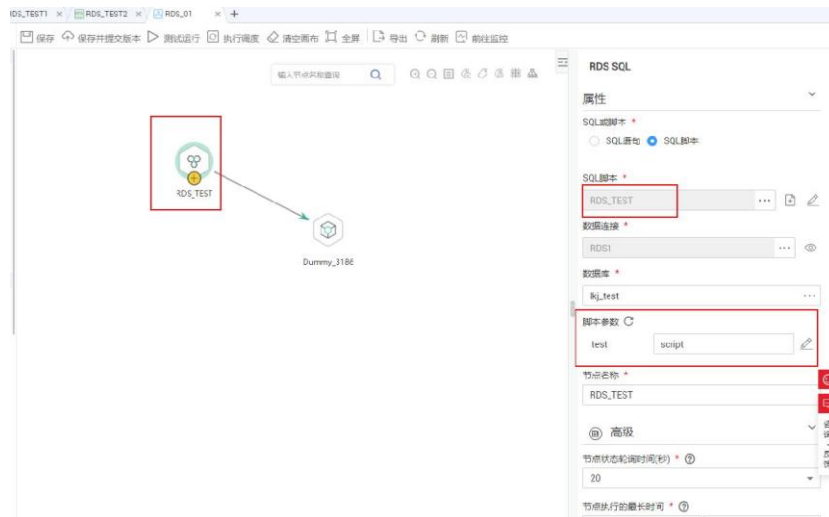 RDS_TEST1 × RDS_TEST2 × RDS_01 × +
保存 保存并提交版本 测试运行 执行调度 清空画布 全屏 导出 刷新 前往监控
输入节点名称查询
RDS_TEST
Dummy_3186
RDS SQL
属性
SQL或脚本 *
SQL语句 SQL脚本
SQL脚本 *
RDS_TEST ...
数据连接 *
RDS1 ...
数据库 *
lkj_test ...
脚本参数
test script
节点名称 *
RDS_TEST
高级
节点状态轮询时间(秒) * ?
20
节点执行的最长时间 * ?